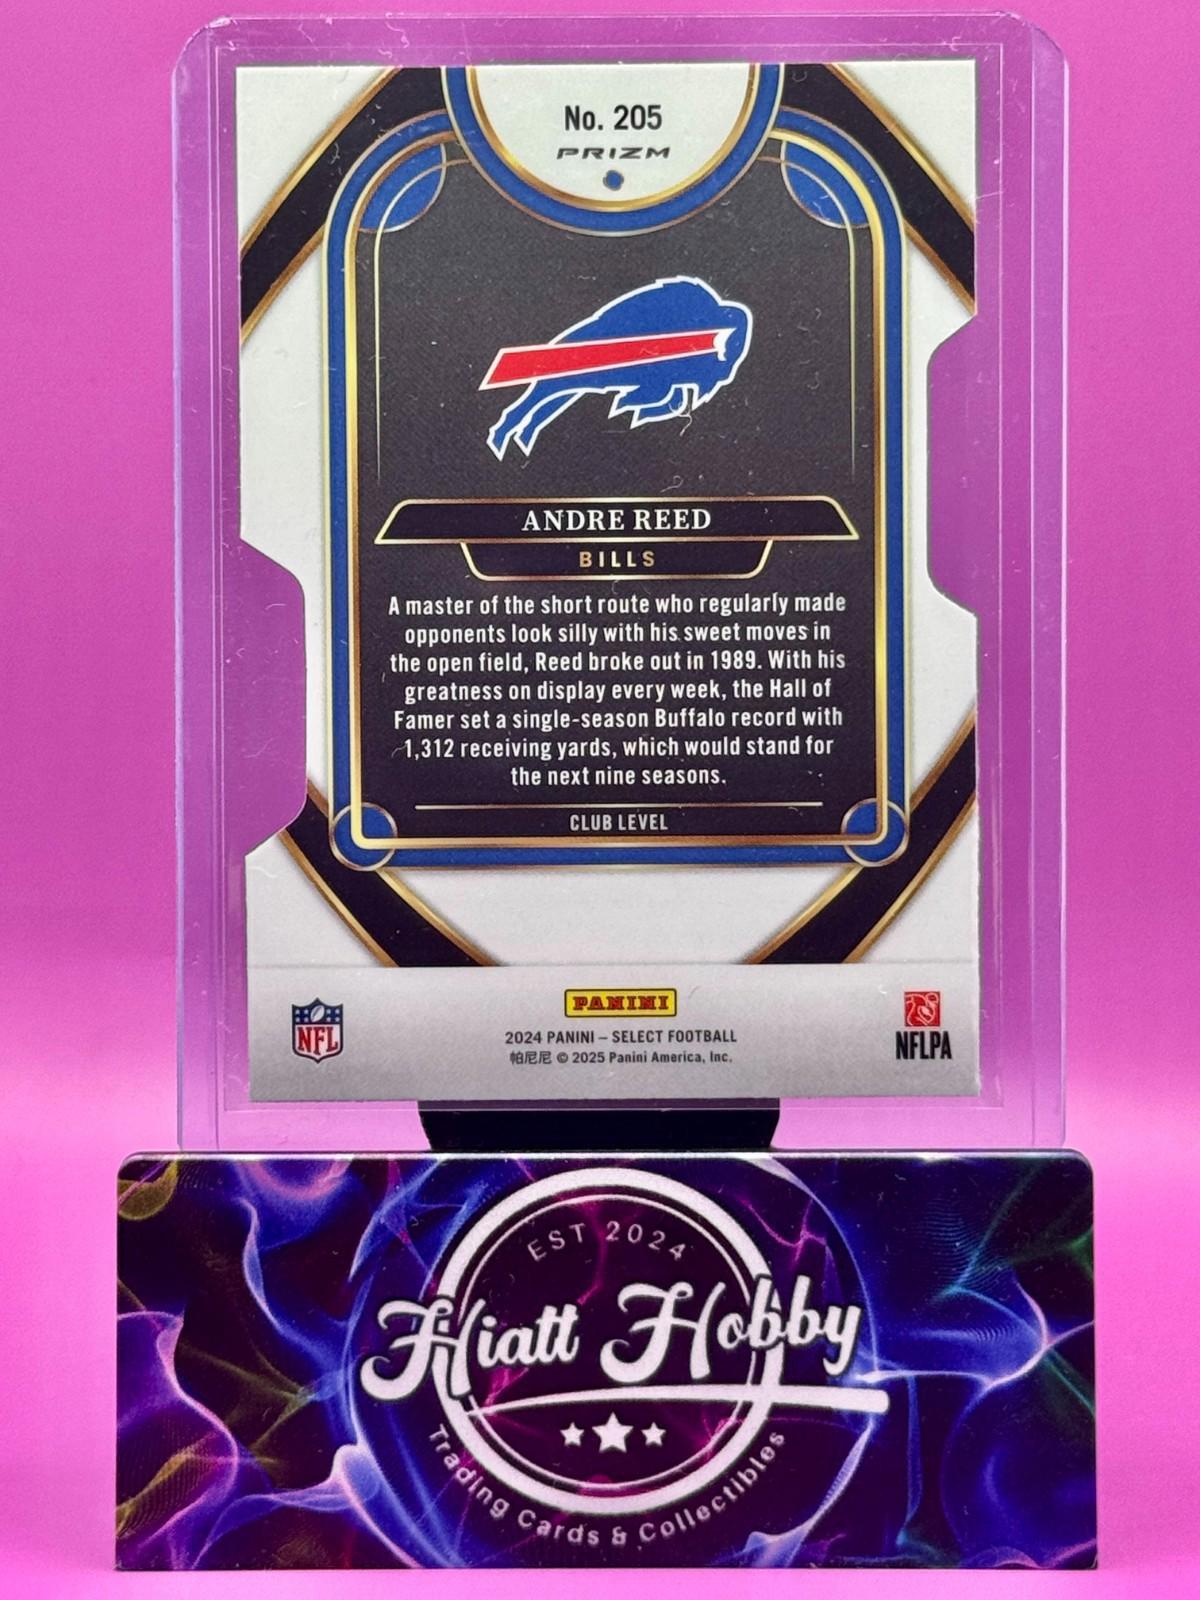 No. 205
PRIZM
ANDRE REED
BILLS
A master of the short route who regularly made
opponents look silly with his sweet moves in
the open field, Reed broke out in 1989. With his
greatness on display every week, the Hall of
Famer set a single-season Buffalo record with
1,312 receiving yards, which would stand for
the next nine seasons.
CLUB LEVEL
NFL
PANINI
2024 PANINI – SELECT FOOTBALL
帕尼尼 © 2025 Panini America, Inc.
NFLPA
EST 2024
Hiatt Hobby
Trading Cards & Collectibles